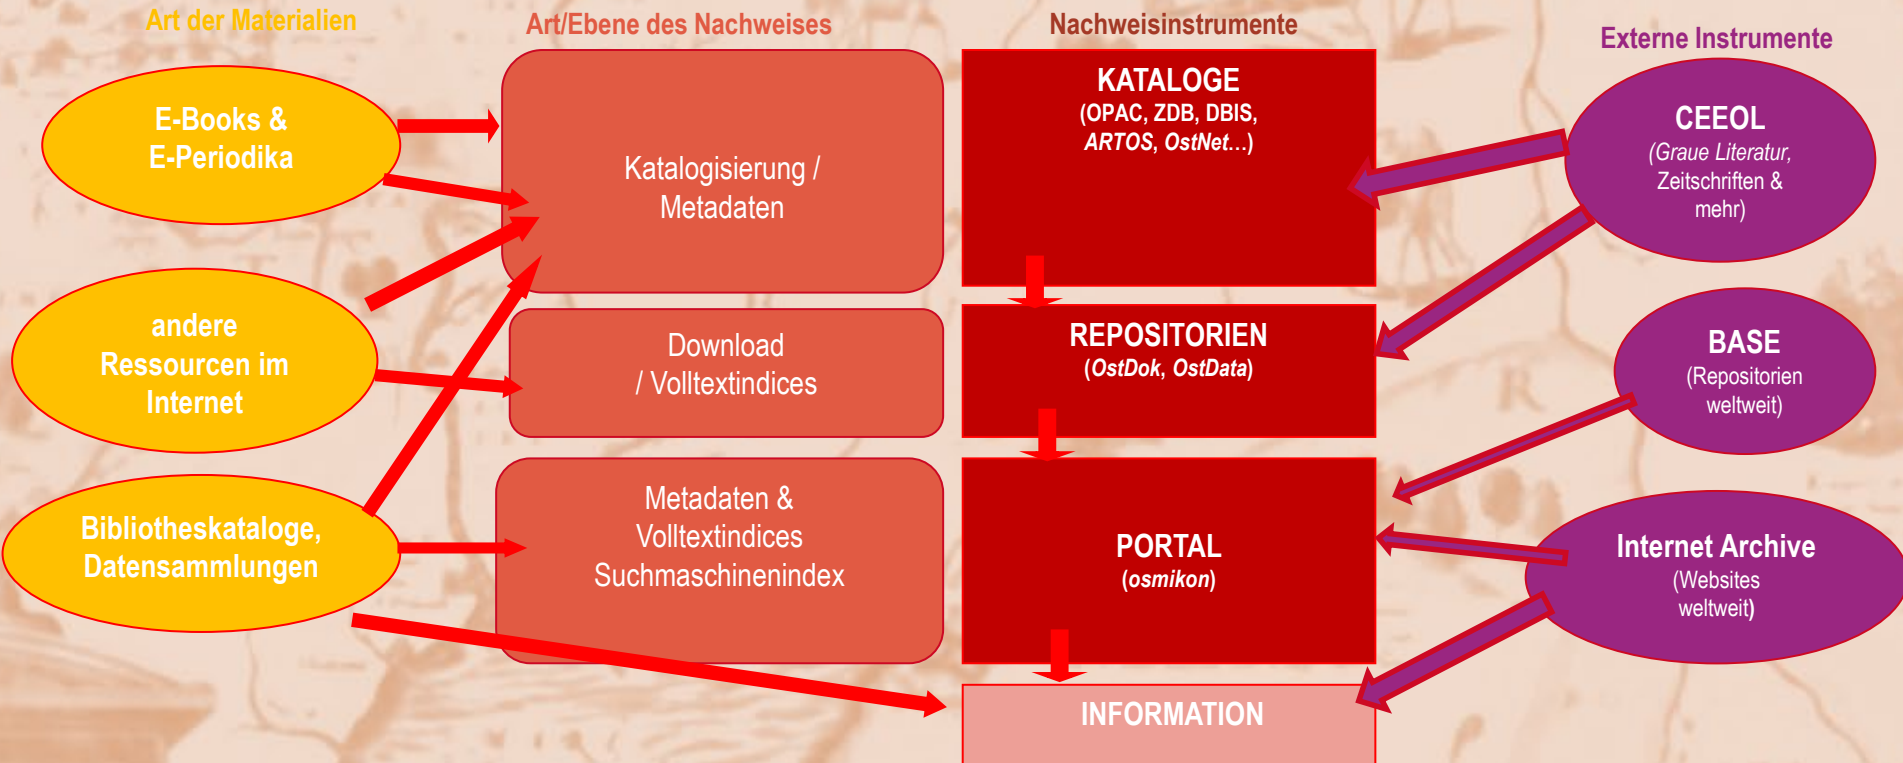 Art der Materialien
E-Books &
E-Periodika
andere
Ressourcen im
Internet
Bibliotheskataloge,
Datensammlungen
Art/Ebene des Nachweises
Katalogisierung /
Metadaten
Download
/ Volltextindices
Metadaten &
Volltextindices
Suchmaschinenindex
Nachweisinstrumente
KATALOGE
(OPAC, ZDB, DBIS,
ARTOS, OstNet…)
REPOSITORIEN
(OstDok, OstData)
PORTAL
(osmikon)
INFORMATION
Externe Instrumente
CEEOL
(Graue Literatur,
Zeitschriften &
mehr)
BASE
(Repositorien
weltweit)
Internet Archive
(Websites
weltweit)
R